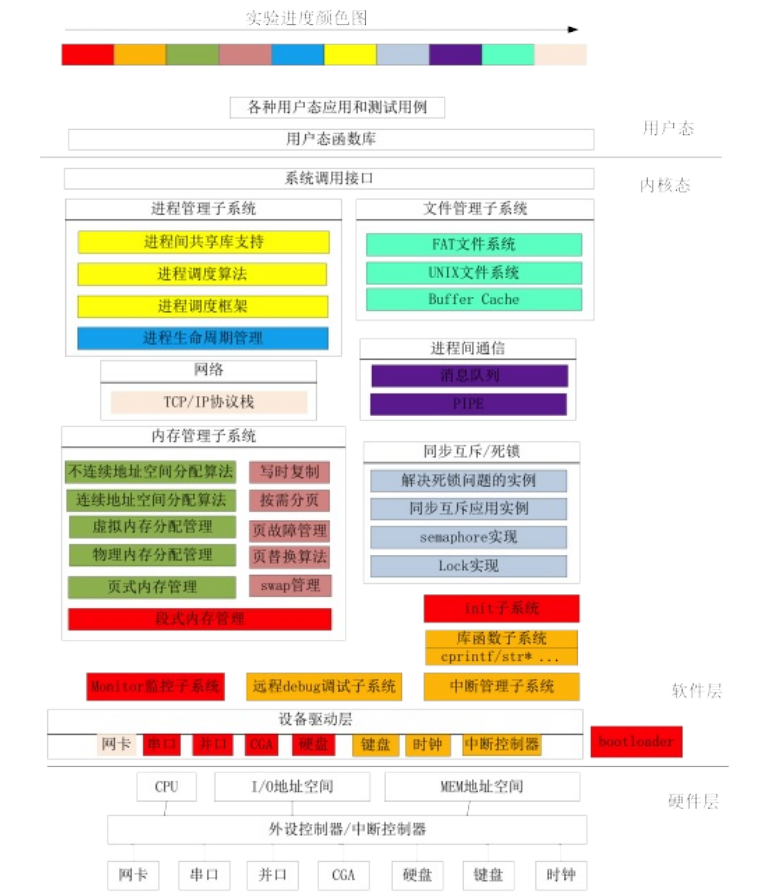 实验进度颜色图
各种用户态应用和测试用例
用户态函数库
用户态
系统调用接口
内核态
进程管理子系统
进程间共享库支持
进程调度算法
进程调度框架
进程生命周期管理
文件管理子系统
FAT文件系统
UNIX文件系统
Buffer Cache
网络
TCP/IP协议栈
进程间通信
消息队列
PIPE
内存管理子系统
不连续地址空间分配算法
连续地址空间分配算法
虚拟内存分配管理
物理内存分配管理
页式内存管理
写时复制
按需分页
页故障管理
页替换算法
swap管理
段式内存管理
同步互斥/死锁
解决死锁问题的实例
同步互斥应用实例
semaphore实现
Lock实现
init子系统
库函数子系统
cprintf/str* ...
Monitor监控子系统
远程debug调试子系统
中断管理子系统
软件层
设备驱动层
网卡 串口 并口 CGA 硬盘 键盘 时钟 中断控制器
bootloader
CPU
I/O地址空间
MEM地址空间
硬件层
外设控制器/中断控制器
网卡 串口 并口 CGA 硬盘 键盘 时钟